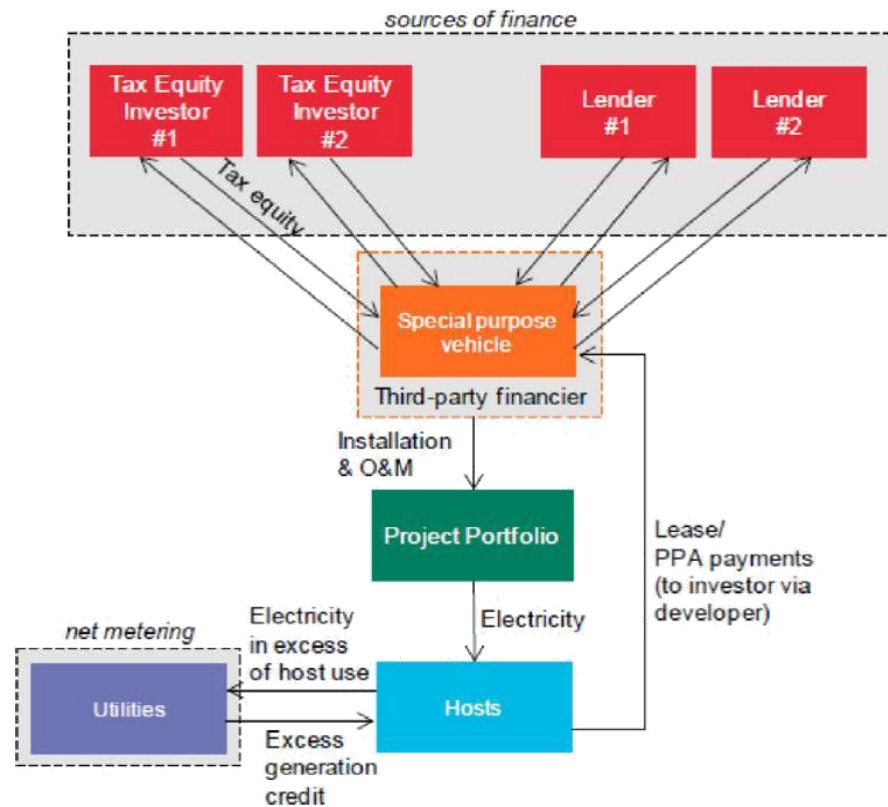 sources of finance
Tax Equity
Investor
#1
Tax Equity
Investor
#2
Lender
#1
Lender
#2
Tax equity
Special purpose
vehicle
Third-party financier
Installation
& O&M
Project Portfolio
Lease/
PPA payments
(to investor via
developer)
Electricity
net metering
Electricity
in excess
of host use
Utilities
Hosts
Excess
generation
credit